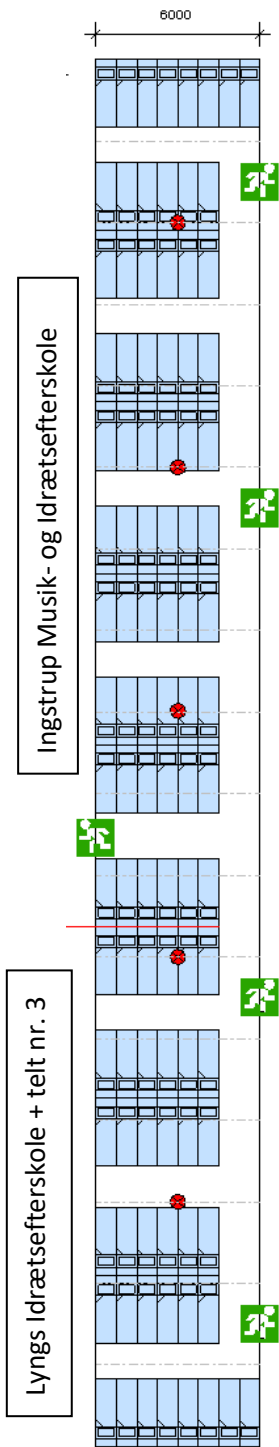 6000
Ingstrup Musik- og Idrætsefterskole
Lyngs Idrætsefterskole + telt nr. 3